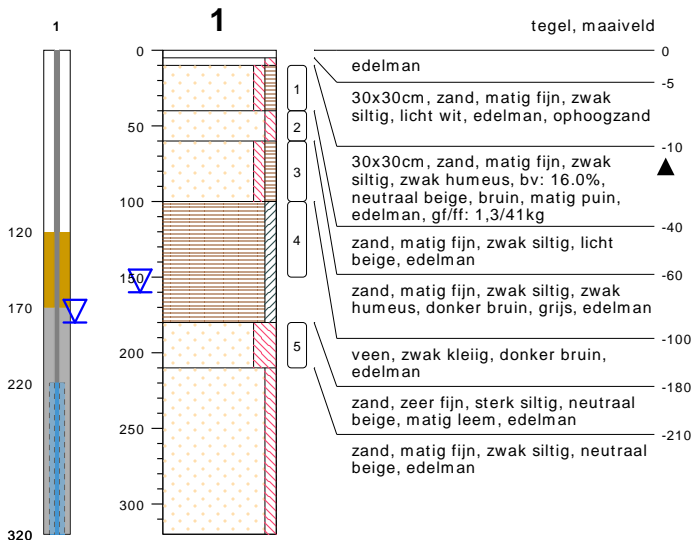 1
1
tegel, maaiveld
0
0
edelman
-5
30x30cm, zand, matig fijn, zwak
siltig, licht wit, edelman, ophoogzand
1
50
2
-10
30x30cm, zand, matig fijn, zwak
siltig, zwak humeus, bv: 16.0%,
neutraal beige, bruin, matig puin,
edelman, gf/ff: 1,3/41kg
3
100
-40
zand, matig fijn, zwak siltig, licht
beige, edelman
120
4
-60
150
zand, matig fijn, zwak siltig, zwak
humeus, donker bruin, grijs, edelman
170
-100
5
200
veen, zwak kleiig, donker bruin,
edelman
220
-180
zand, zeer fijn, sterk siltig, neutraal
beige, matig leem, edelman
250
-210
zand, matig fijn, zwak siltig, neutraal
beige, edelman
300
320